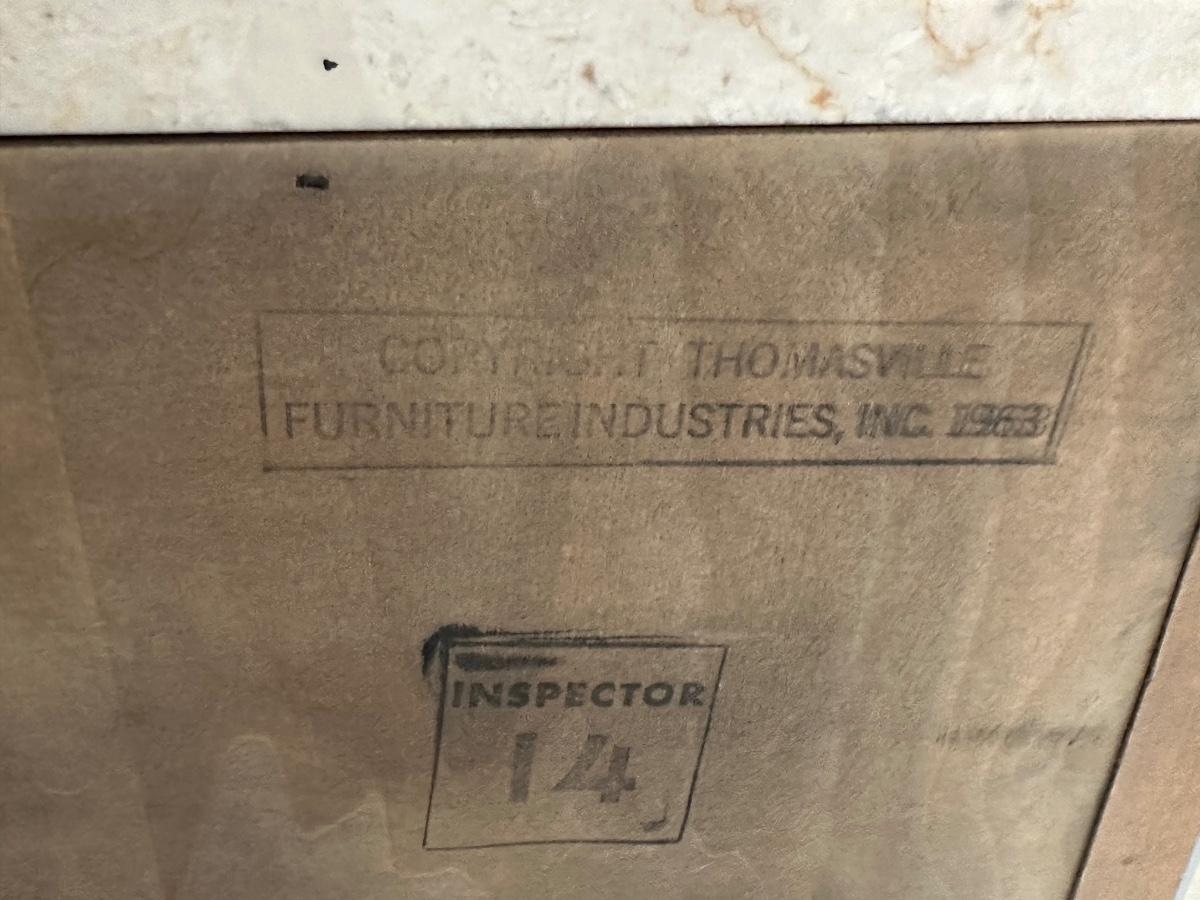 COPYRIGHT THOMASVILLE
FURNITURE INDUSTRIES, INC. 1963
INSPECTOR
14